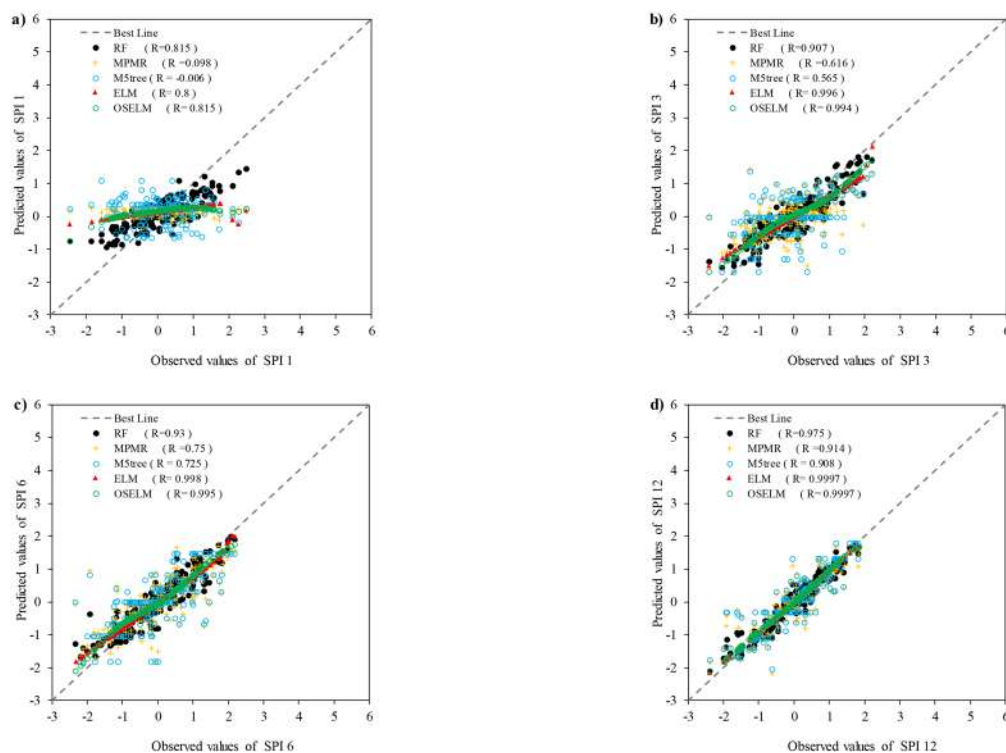 a)
6
5
4
3
2
1
0
-1
-2
-3
Predicted values of SPI 1
Best Line
RF ( R=0.815 )
MPMR ( R=0.098 )
M5tree ( R = -0.006 )
ELM ( R= 0.8 )
OSELM ( R= 0.815 )
-3 -2 -1 0 1 2 3 4 5 6
Observed values of SPI 1
b)
6
5
4
3
2
1
0
-1
-2
-3
Predicted values of SPI 3
Best Line
RF ( R=0.907 )
MPMR ( R=0.616 )
M5tree ( R = 0.565 )
ELM ( R= 0.996 )
OSELM ( R= 0.994 )
-3 -2 -1 0 1 2 3 4 5 6
Observed values of SPI 3
c)
6
5
4
3
2
1
0
-1
-2
-3
Predicted values of SPI 6
Best Line
RF ( R=0.93 )
MPMR ( R=0.75 )
M5tree ( R = 0.725 )
ELM ( R= 0.998 )
OSELM ( R= 0.995 )
-3 -2 -1 0 1 2 3 4 5 6
Observed values of SPI 6
d)
6
5
4
3
2
1
0
-1
-2
-3
Predicted values of SPI 12
Best Line
RF ( R=0.975 )
MPMR ( R=0.914 )
M5tree ( R = 0.908 )
ELM ( R= 0.9997 )
OSELM ( R= 0.9997 )
-3 -2 -1 0 1 2 3 4 5 6
Observed values of SPI 12